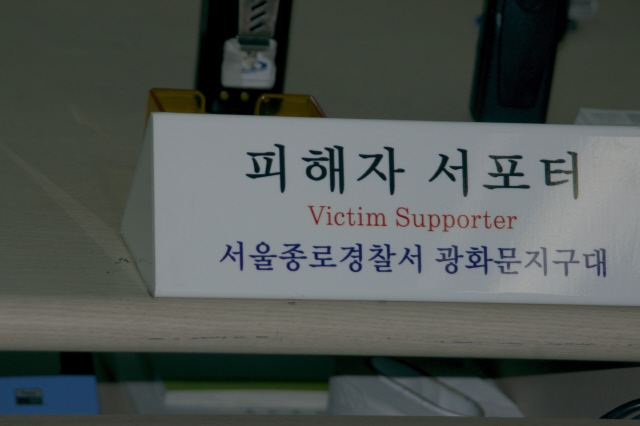 피해자 서포터
Victim Supporter
서울종로경찰서 광화문지구대